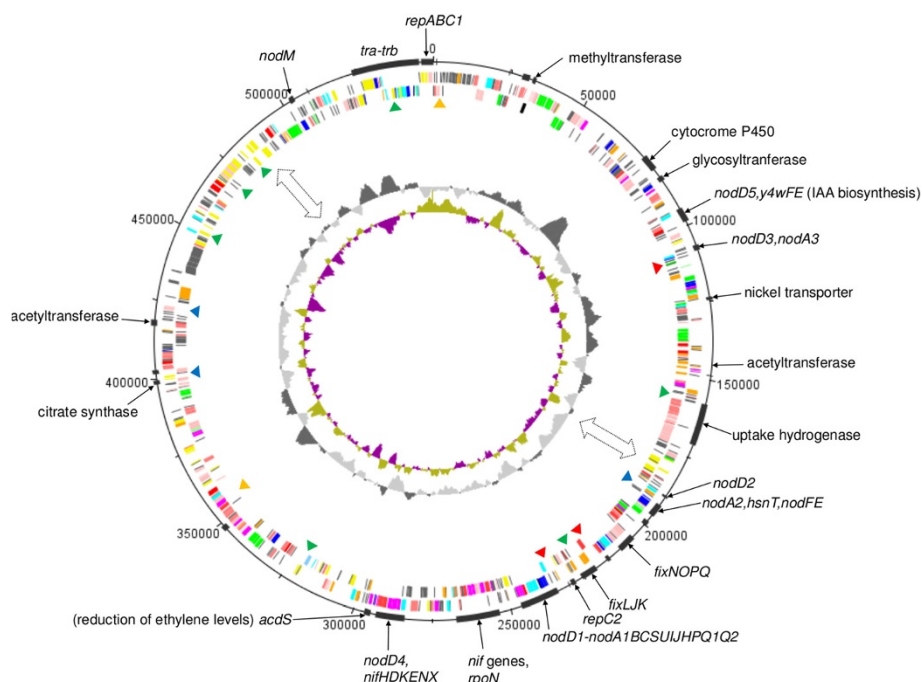 repABC1
0
tra-trb
nodM
methyltransferase
500000
50000
cytocrome P450
glycosyltranferase
nodD5,y4wFE (IAA biosynthesis)
100000
450000
nodD3,nodA3
nickel transporter
acetyltransferase
acetyltransferase
150000
400000
citrate synthase
uptake hydrogenase
nodD2
nodA2,hsnT,nodFE
350000
200000
fixNOPQ
fixLJK
repC2
300000
250000
(reduction of ethylene levels) acdS
nodD1-nodA1BCSUIJHPQ1Q2
nodD4,
nifHDKENX
nif genes,
rpoN